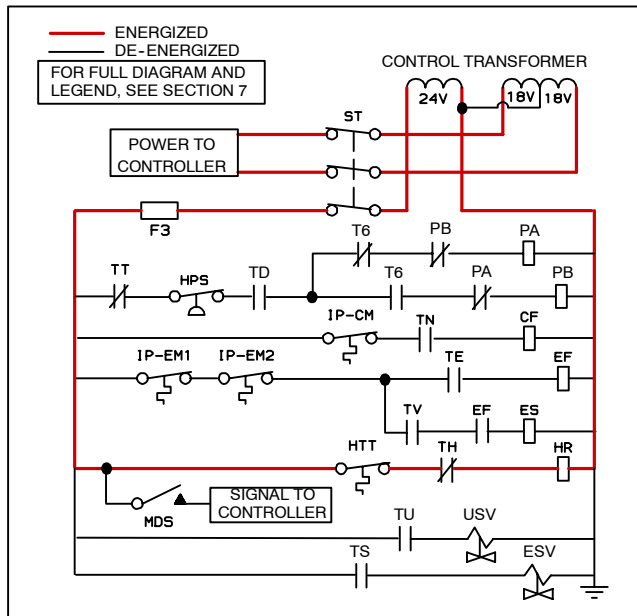 ENERGIZED
DE-ENERGIZED
FOR FULL DIAGRAM AND
LEGEND, SEE SECTION 7
CONTROL TRANSFORMER
24V
18V
18V
ST
POWER TO
CONTROLLER
F3
T6
PB
PA
TT
HPS
TD
T6
PA
PB
IP-CM
TN
CF
IP-EM1
IP-EM2
TE
EF
TV
EF
ES
HTT
TH
HR
MDS
SIGNAL TO
CONTROLLER
TU
USV
TS
ESV